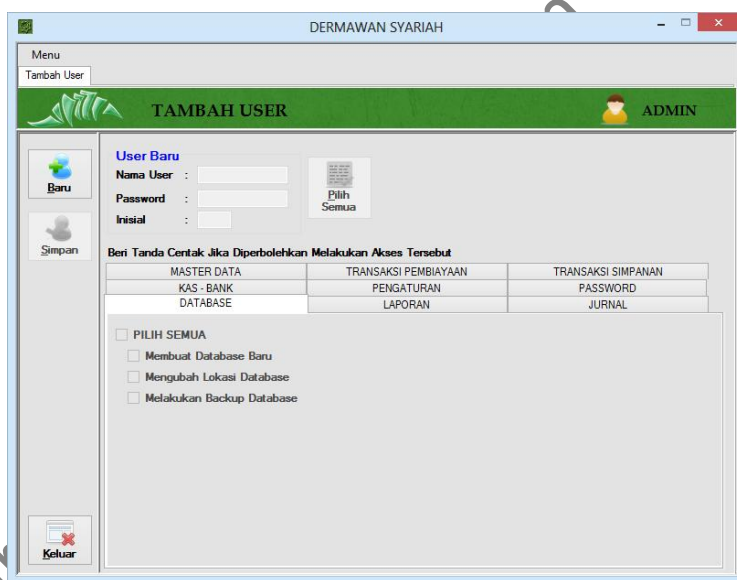 DERMAWAN SYARIAH
Menu
Tambah User
TAMBAH USER
ADMIN
User Baru
Nama User :
Password :
Inisial :
Pilih
Semua
Baru
Simpan
Beri Tanda Centak Jika Diperbolehkan Melakukan Akses Tersebut
MASTER DATA TRANSAKSI PEMBIAYAAN TRANSAKSI SIMPANAN
KAS - BANK PENGATURAN PASSWORD
DATABASE LAPORAN JURNAL
PILIH SEMUA
Membuat Database Baru
Mengubah Lokasi Database
Melakukan Backup Database
Keluar